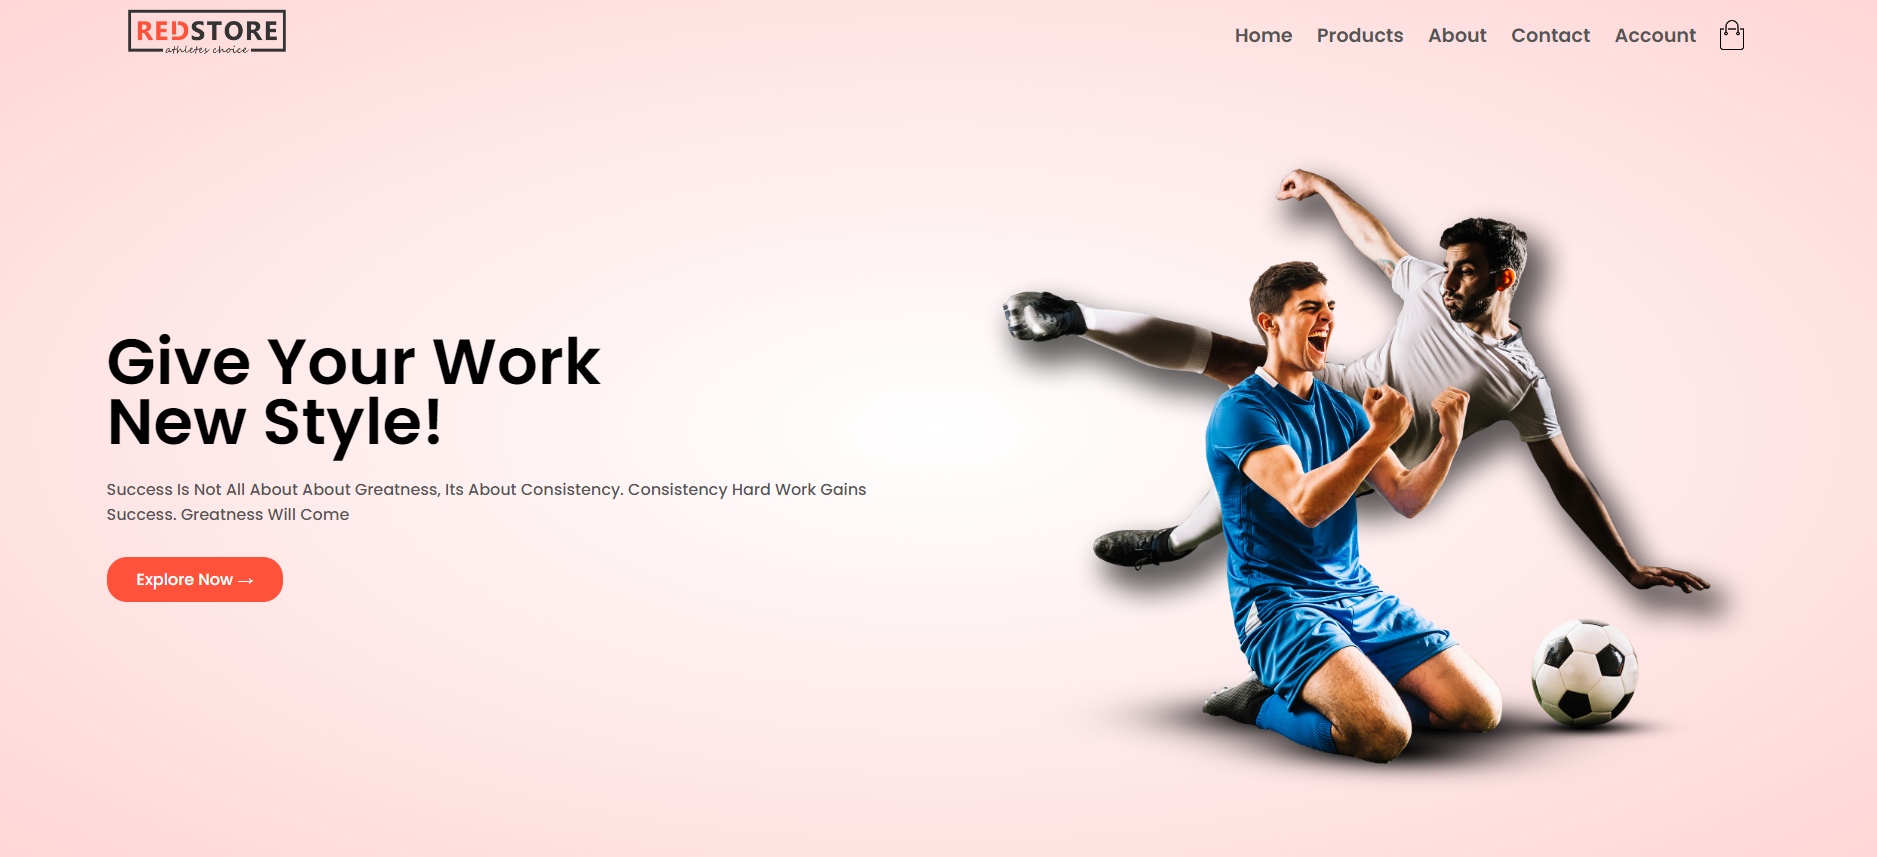 REDSTORE
athletes choice
Home Products About Contact Account
Give Your Work
New Style!
Success Is Not All About About Greatness, Its About Consistency. Consistency Hard Work Gains
Success. Greatness Will Come
Explore Now →